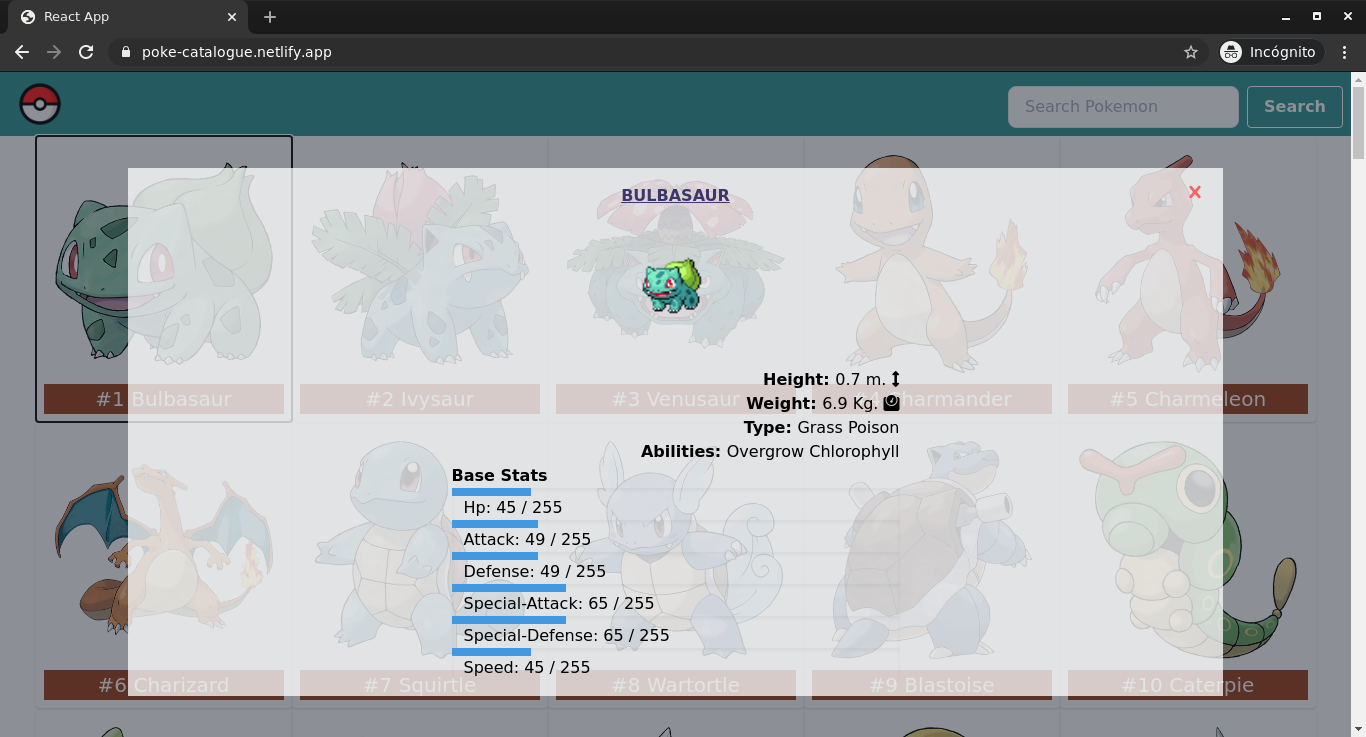 React App
poke-catalogue.netlify.app
Incógnito
Search Pokemon
Search
BULBASAUR
#1 Bulbasaur
#2 Ivysaur
#3 Venusaur
#4 Charmander
#5 Charmeleon
Height: 0.7 m.
Weight: 6.9 Kg.
Type: Grass Poison
Abilities: Overgrow Chlorophyll
Base Stats
Hp: 45 / 255
Attack: 49 / 255
Defense: 49 / 255
Special-Attack: 65 / 255
Special-Defense: 65 / 255
Speed: 45 / 255
#6 Charizard
#7 Squirtle
#8 Wartortle
#9 Blastoise
#10 Caterpie